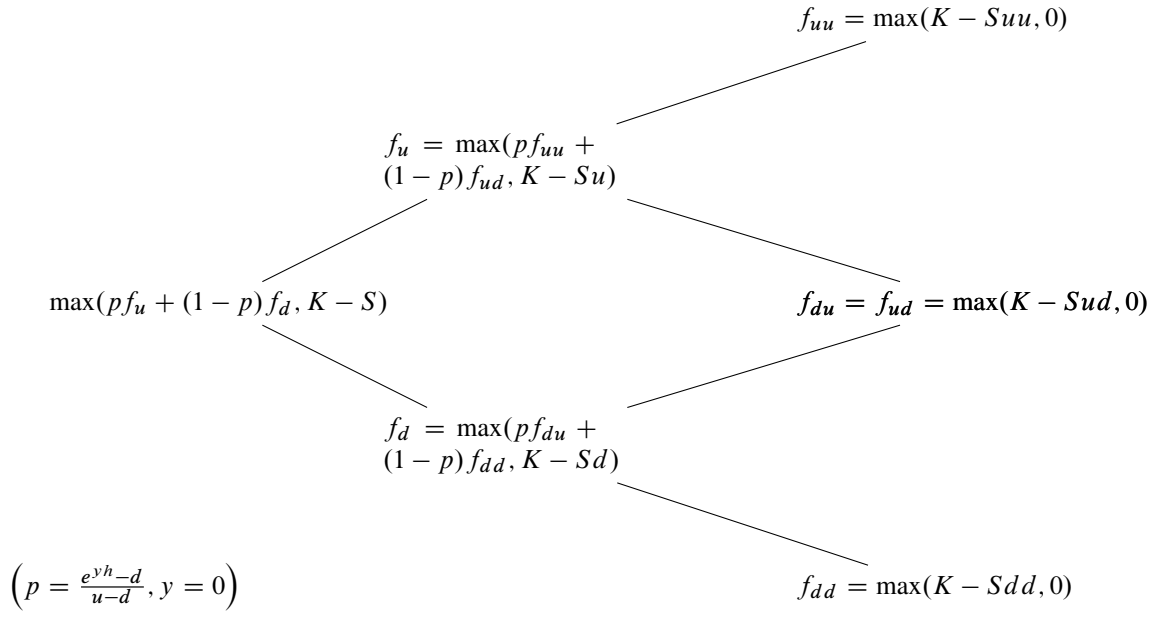 f_{uu} = max(K − Suu, 0)
f_u = max(pf_{uu} +
(1 − p)f_{ud}, K − Su)
max(pf_u + (1 − p)f_d, K − S)
f_{du} = f_{ud} = max(K − Sud, 0)
f_d = max(pf_{du} +
(1 − p)f_{dd}, K − Sd)
(p = \frac{e^{yh}−d}{u−d}, y = 0)
f_{dd} = max(K − Sdd, 0)